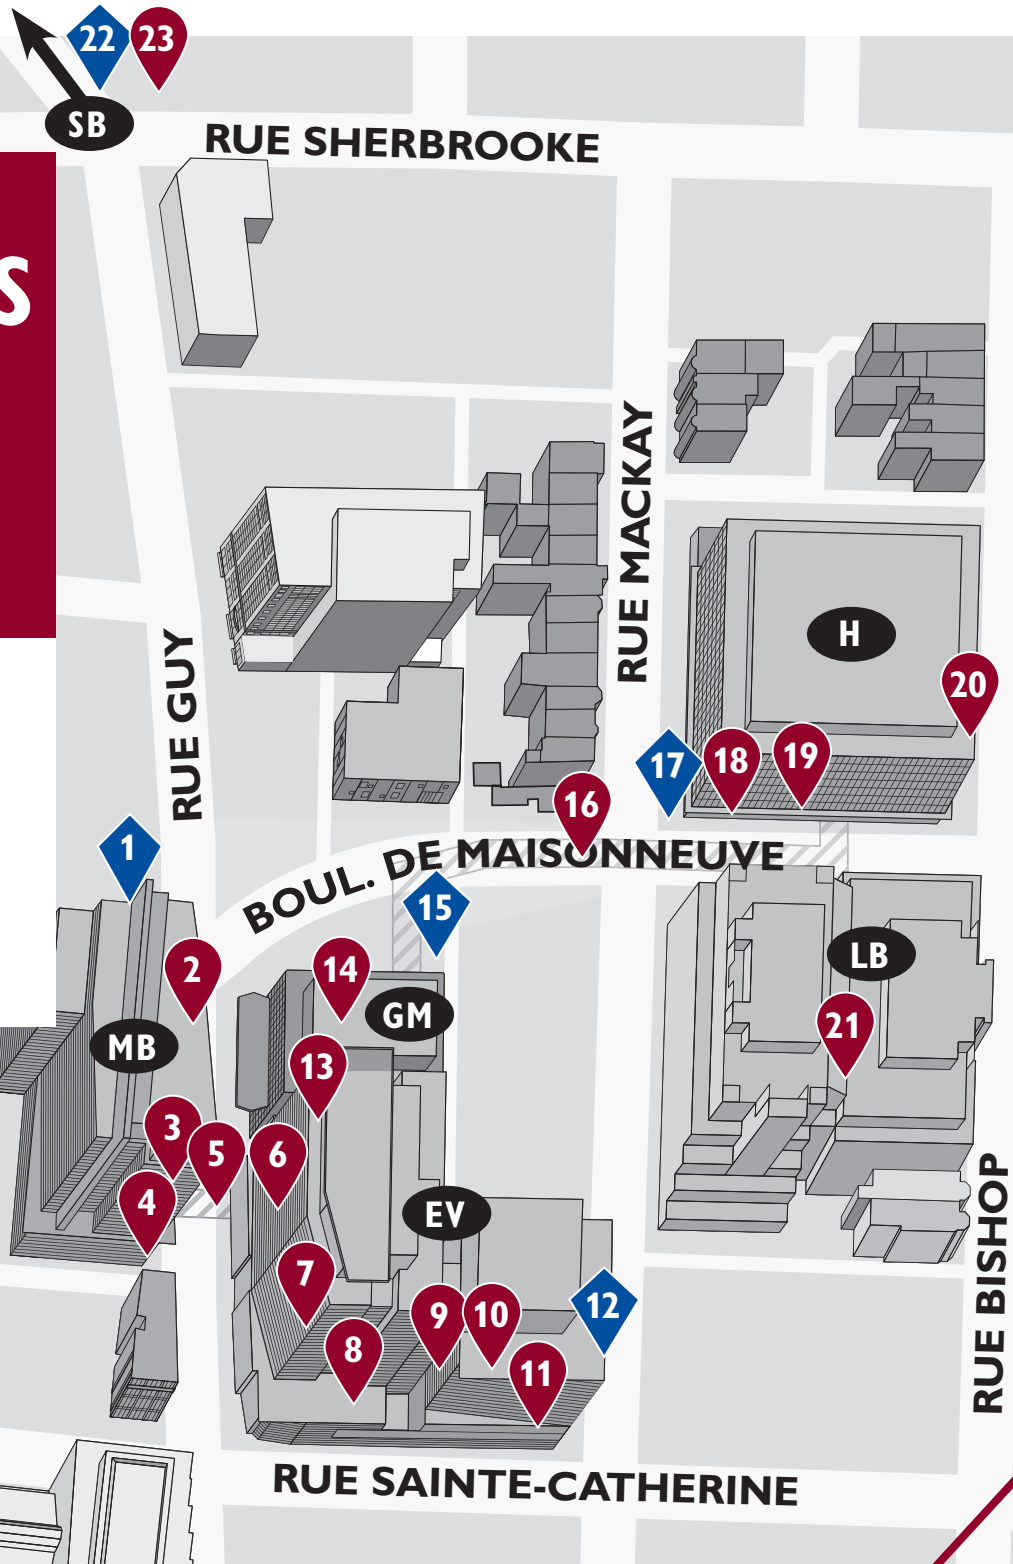 22
23
SB
RUE SHERBROOKE
S
RUE MACKAY
H
RUE GUY
20
17
18
19
16
1
BOUL. DE MAISONNEUVE
15
2
14
LB
GM
21
MB
13
3
5
6
4
EV
RUE BISHOP
7
9
10
12
8
11
RUE SAINTE-CATHERINE